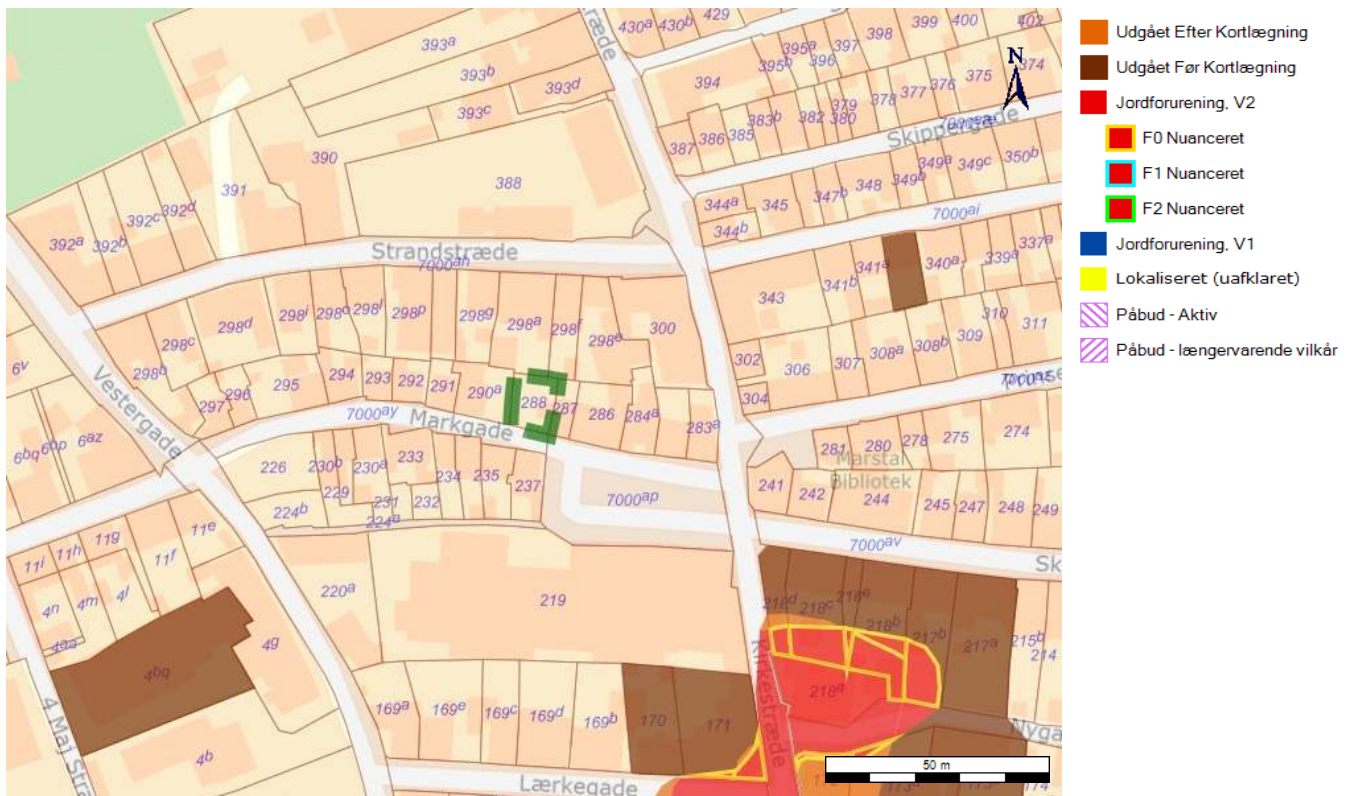 393ᵃ
393ᵇ
393ᶜ
393ᵈ
430ᵃ
430ᵇ
429
394
395ᵇ
395ᵃ
396
397
398
399
400
402
374
375
376
377
378
379
380
382
383ᵇ
385
386
387
Skippergade
N
390
391
388
392ᵃ
392ᵇ
392ᶜ
392ᵈ
344ᵃ
344ᵇ
345
347ᵇ
348
349ᵇ
349ᵃ
349ᶜ
350ᵇ
7000ᵃⁱ
Strandstræde
7000ᵃʰ
343
341ᵇ
341ᵃ
340ᵃ
339ᵃ
337ᵃ
298ᵇ
298ᶜ
298ᵈ
298ⁱ
298ᵒ
298ˡ
298ᵖ
298ᵍ
298ᵃ
298ᶠ
298ᵉ
300
302
304
306
307
308ᵃ
308ᵇ
309
310
311
6ᵛ
6ᵇq
6ᵇᵖ
6ᵃᶻ
Vestergade
297
296
295
294
293
292
291
290ᵃ
288
287
286
284ᵃ
283ᵃ
7000ᵃʸ
Markgade
281
280
278
275
274
Marstal
Bibliotek
226
230ᵇ
229
230ᵃ
233
231
232
234
235
237
224ᵇ
224ᵃ
7000ᵃᵖ
241
242
244
245
247
248
249
7000ᵃᵛ
Sk
11ⁱ
11ʰ
11ᵍ
11ᶠ
11ᵉ
4ⁿ
4ᵐ
4ˡ
4ᵍ
4ᵇq
4ᵇ
4 Maj Stræ
220ᵃ
219
218ᵈ
218ᶜ
218ᵉ
218ᵇ
217ᵇ
217ᵃ
215ᵇ
214
218ᵃ
Kirkestræde
169ᵃ
169ᵉ
169ᶜ
169ᵈ
169ᵇ
170
171
Nyga
Lærkegade
174
50 m
Udgået Efter Kortlægning
Udgået Før Kortlægning
Jordforurening, V2
F0 Nuanceret
F1 Nuanceret
F2 Nuanceret
Jordforurening, V1
Lokaliseret (uafklaret)
Påbud - Aktiv
Påbud - længervarende vilkår